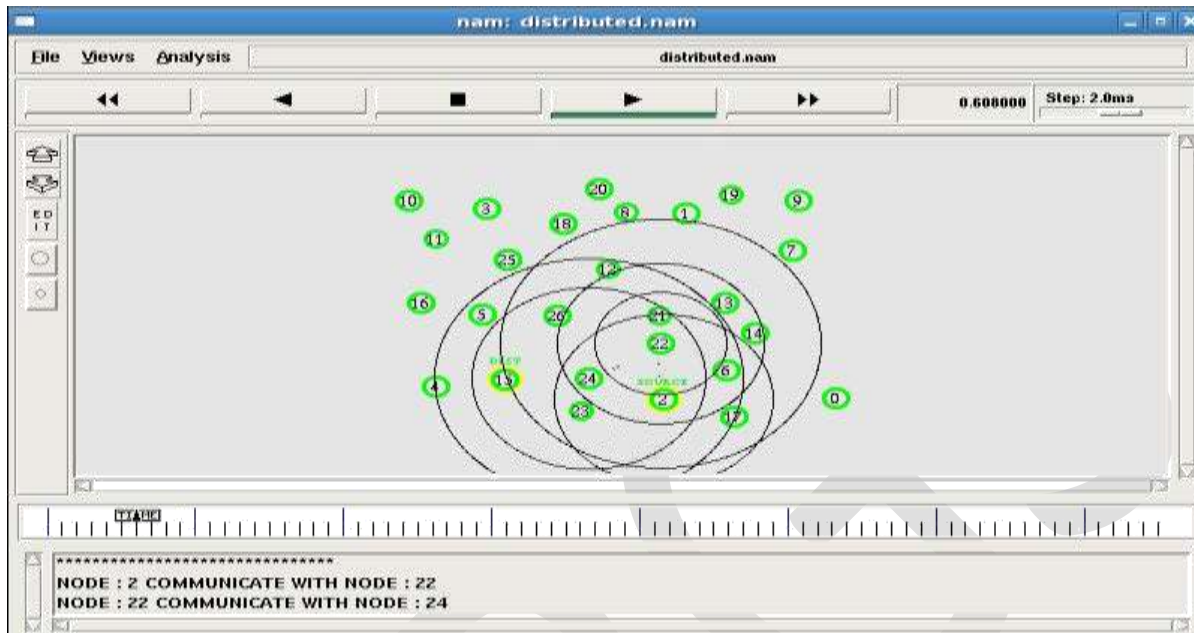 nam: distributed.nam
File Views Analysis distributed.nam
0.608000 Step: 2.0ms
E D
I T
20
10 19 9
3 8 1
18
11 7
25 12
16 13
5 26 21
14
22
DEST 6
15 24 SOURCE
4 2 0
23 17
TIME
*******************************
NODE : 2 COMMUNICATE WITH NODE : 22
NODE : 22 COMMUNICATE WITH NODE : 24